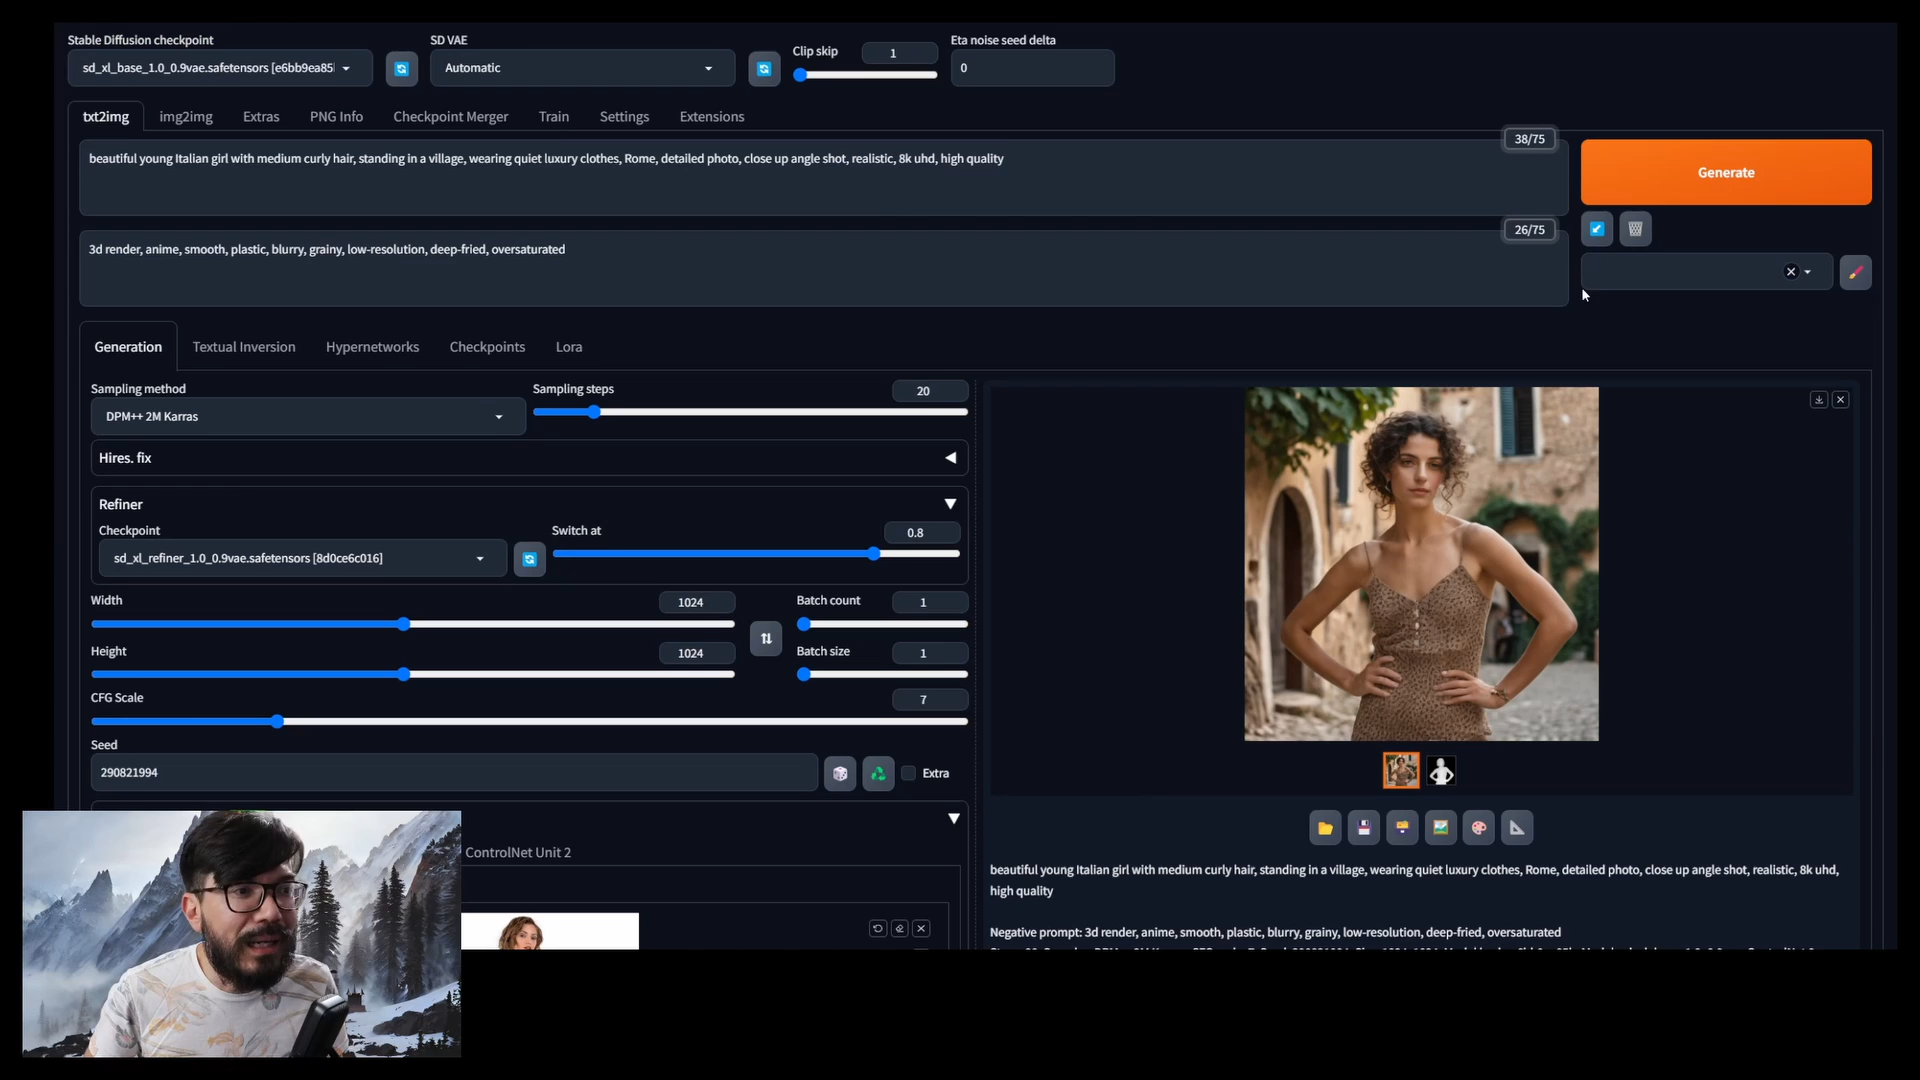 Stable Diffusion checkpoint
SD VAE
Clip skip
1
Eta noise seed delta
sd_xl_base_1.0_0.9vae.safetensors [e6bb9ea85
Automatic
0
txt2img
img2img
Extras
PNG Info
Checkpoint Merger
Train
Settings
Extensions
38/75
beautiful young Italian girl with medium curly hair, standing in a village, wearing quiet luxury clothes, Rome, detailed photo, close up angle shot, realistic, 8k uhd, high quality
Generate
26/75
3d render, anime, smooth, plastic, blurry, grainy, low-resolution, deep-fried, oversaturated
Generation
Textual Inversion
Hypernetworks
Checkpoints
Lora
Sampling method
Sampling steps
20
DPM++ 2M Karras
Hires. fix
Refiner
Checkpoint
Switch at
0.8
sd_xl_refiner_1.0_0.9vae.safetensors [8d0ce6c016]
Width
1024
Batch count
1
Height
1024
Batch size
1
CFG Scale
7
Seed
290821994
Extra
ControlNet Unit 2
beautiful young Italian girl with medium curly hair, standing in a village, wearing quiet luxury clothes, Rome, detailed photo, close up angle shot, realistic, 8k uhd,
high quality
Negative prompt: 3d render, anime, smooth, plastic, blurry, grainy, low-resolution, deep-fried, oversaturated